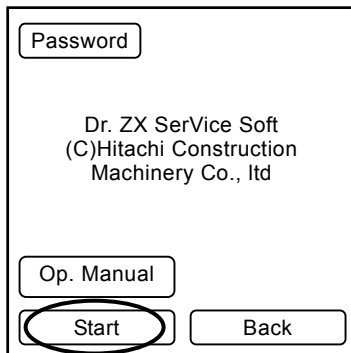 Password
Dr. ZX SerVice Soft
(C)Hitachi Construction
Machinery Co., ltd
Op. Manual
Start Back